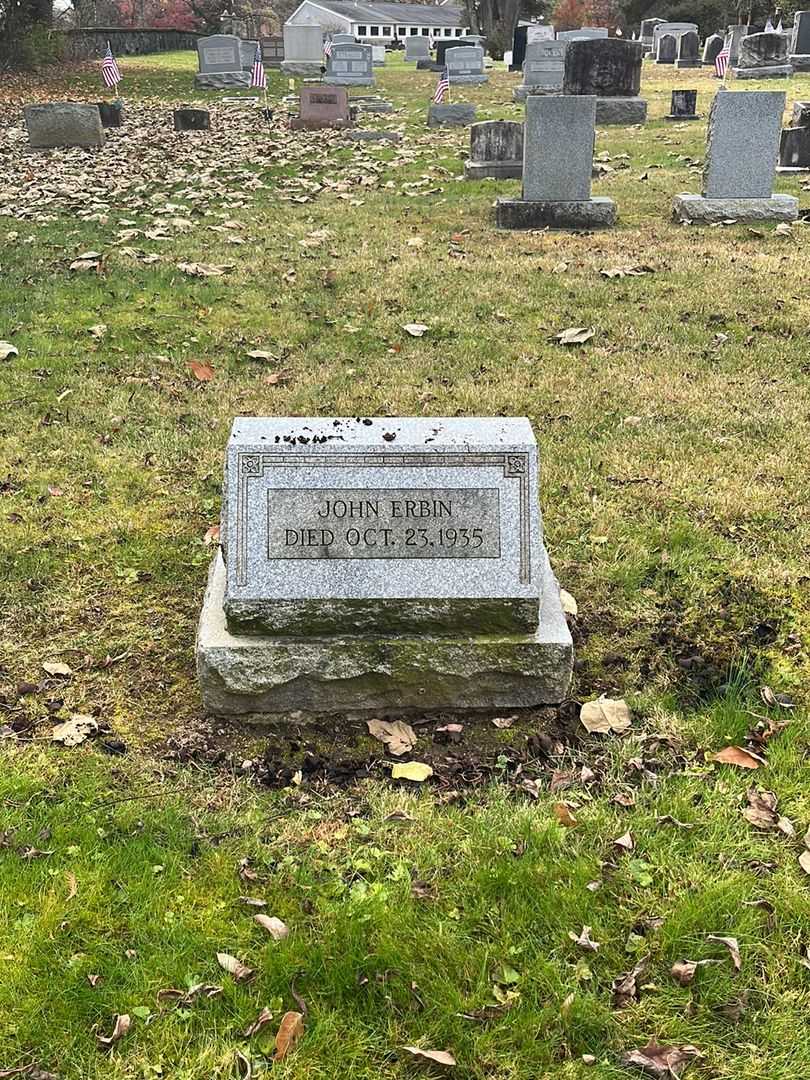 JOHN ERBIN
DIED OCT. 23. 1935